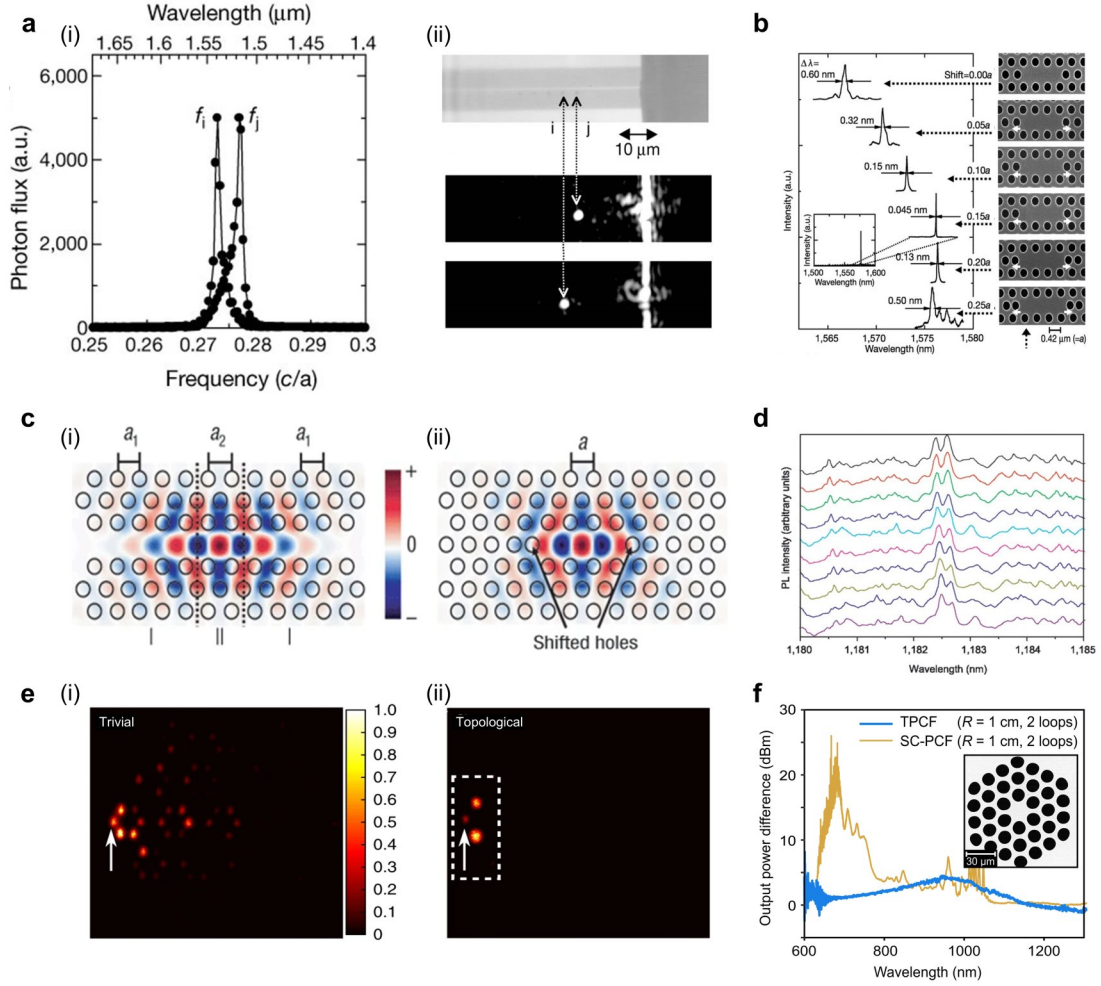 a
(i)
Wavelength (μm)
1.65 1.6 1.54 1.51 1.45 1.4
Photon flux (a.u.)
6,000
4,000
2,000
0
f i f j
0.25 0.26 0.27 0.28 0.29 0.3
Frequency (c/a)
(ii)
i j
10 μm
b
Δλ=
0.60 nm
Shift=0.00a
0.32 nm
0.05a
0.15 nm
0.10a
0.045 nm
0.15a
0.13 nm
0.20a
0.50 nm
0.25a
Intensity (a.u.)
Intensity (a.u.)
1,500 1,550 1,600
Wavelength (nm)
1,565 1,570 1,575 1,580
Wavelength (nm)
0.42 μm (=a)
c
(i)
a1 a2 a1
I II I
+
0
−
(ii)
a
Shifted holes
d
PL intensity (arbitrary units)
1,180 1,181 1,182 1,183 1,184 1,185
Wavelength (nm)
e
(i)
Trivial
1.0
0.9
0.8
0.7
0.6
0.5
0.4
0.3
0.2
0.1
0
(ii)
Topological
f
Output power difference (dBm)
30
20
10
0
TPCF (R = 1 cm, 2 loops)
SC-PCF (R = 1 cm, 2 loops)
30 μm
600 800 1000 1200
Wavelength (nm)